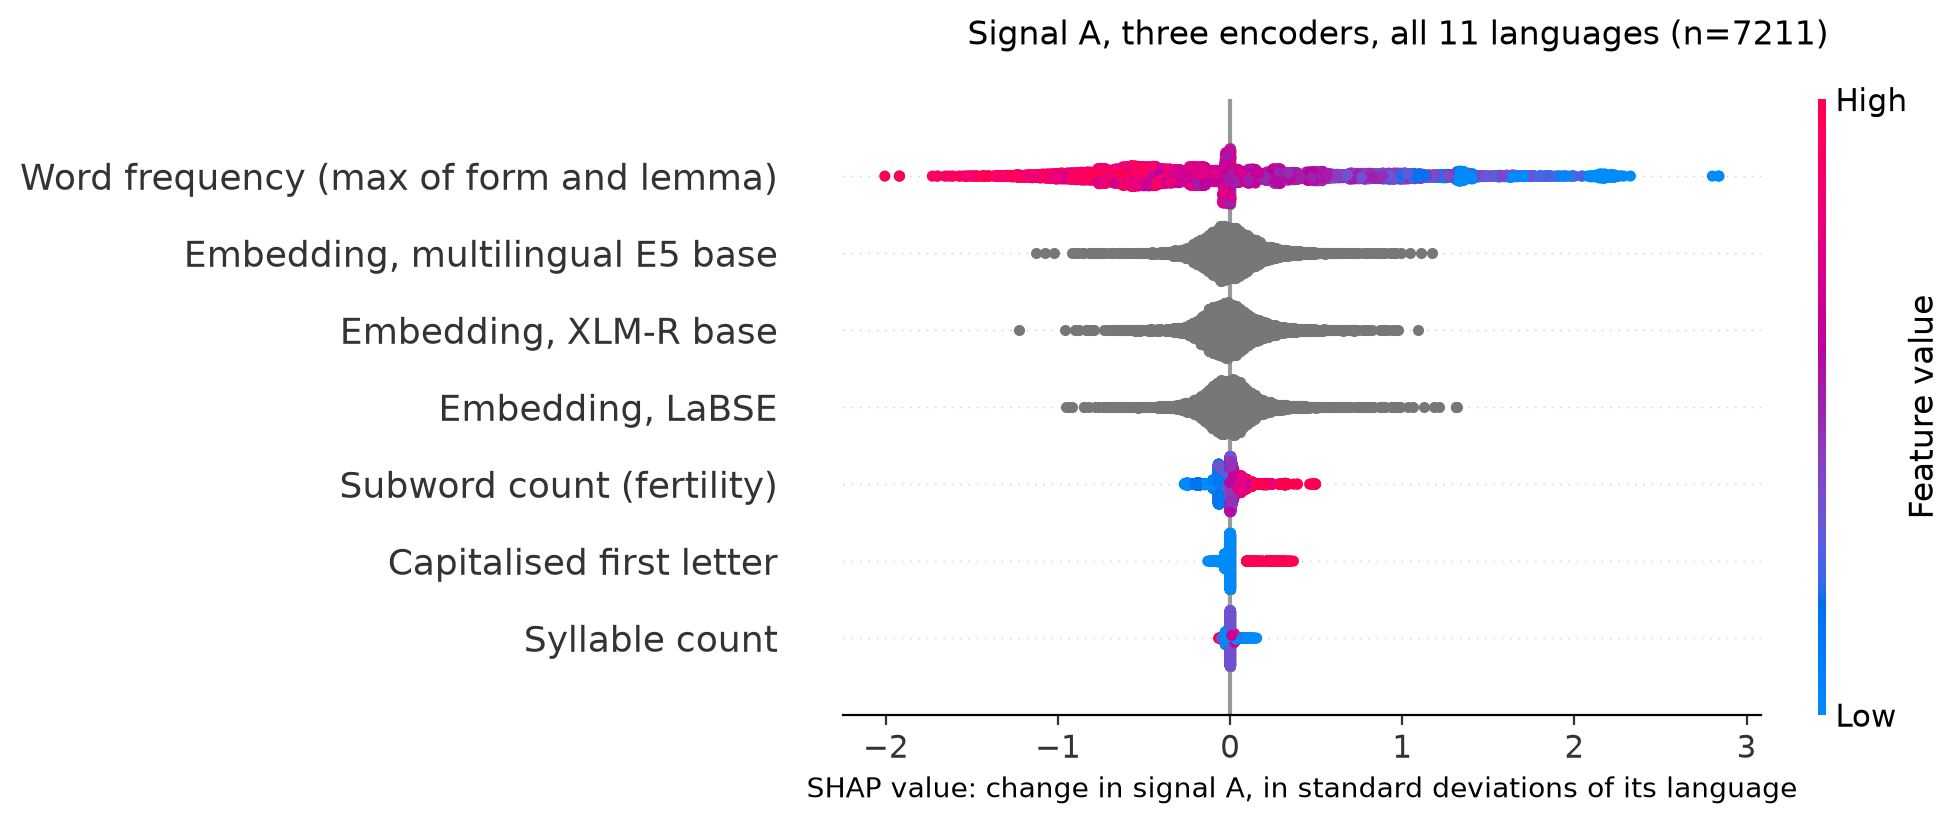 Signal A, three encoders, all 11 languages (n=7211)
High
Word frequency (max of form and lemma)
Embedding, multilingual E5 base
Embedding, XLM-R base
Embedding, LaBSE
Subword count (fertility)
Capitalised first letter
Syllable count
Feature value
Low
−2 −1 0 1 2 3
SHAP value: change in signal A, in standard deviations of its language